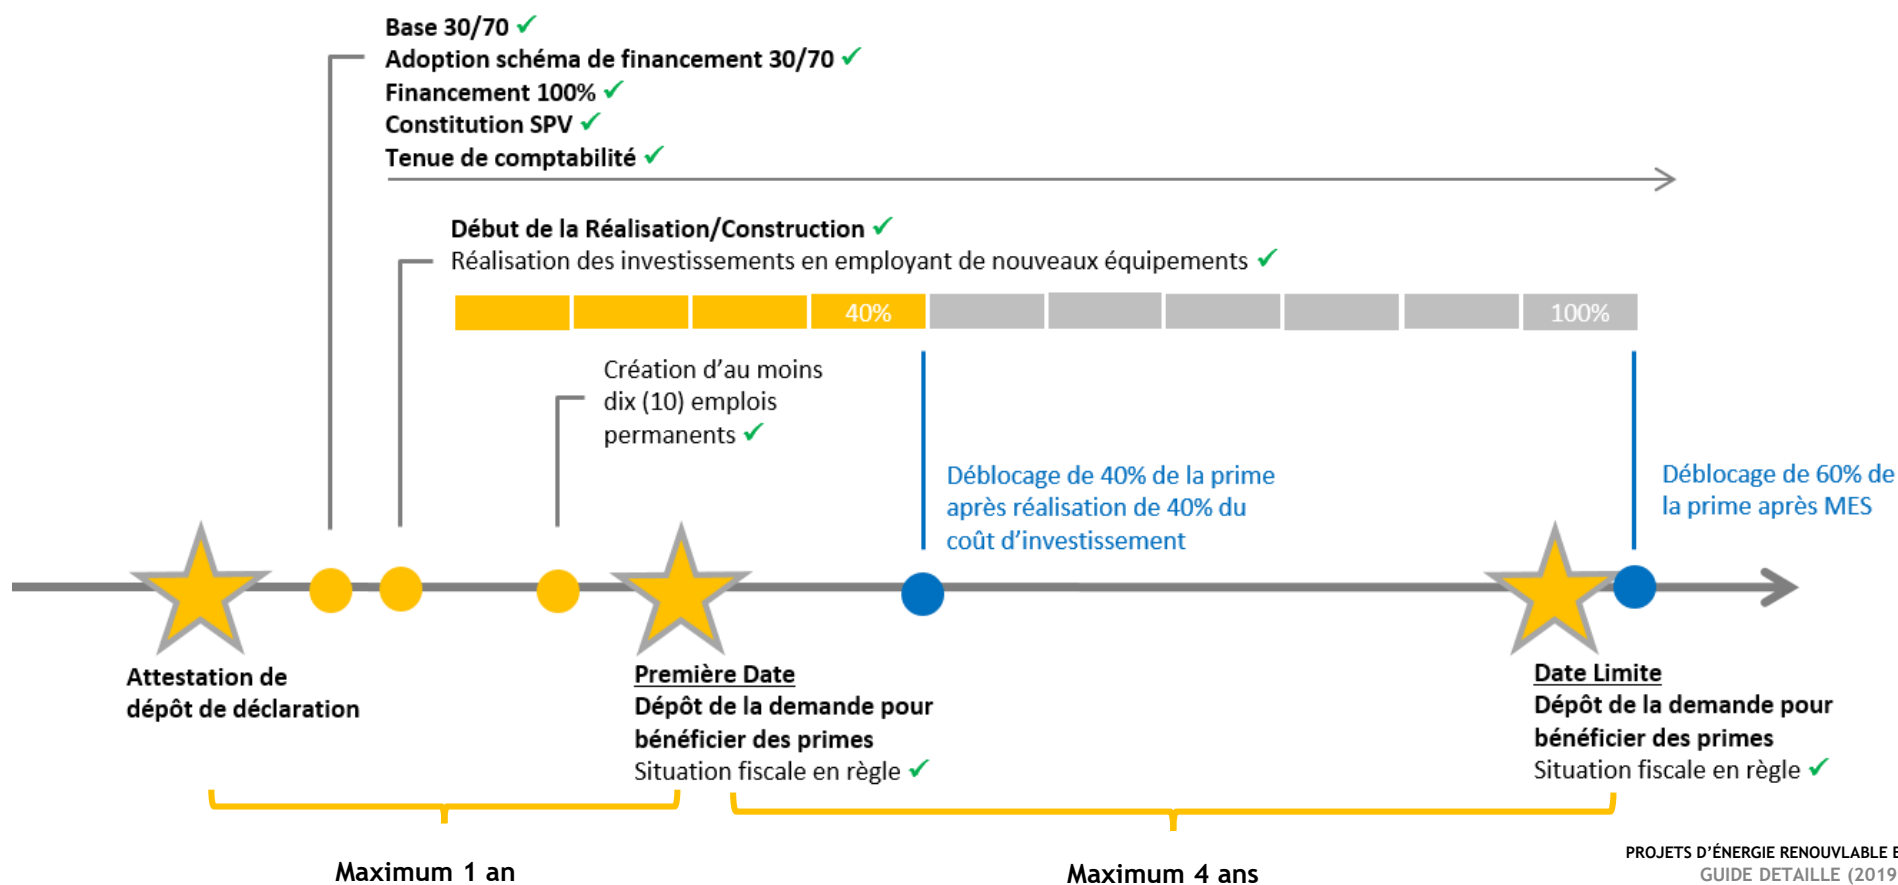 Base 30/70 ✓
Adoption schéma de financement 30/70 ✓
Financement 100% ✓
Constitution SPV ✓
Tenue de comptabilité ✓
Début de la Réalisation/Construction ✓
Réalisation des investissements en employant de nouveaux équipements ✓
40%
100%
Création d'au moins
dix (10) emplois
permanents ✓
Déblocage de 40% de la prime
après réalisation de 40% du
coût d'investissement
Déblocage de 60% de
la prime après MES
Attestation de
dépôt de déclaration
Première Date
Dépôt de la demande pour
bénéficier des primes
Situation fiscale en règle ✓
Date Limite
Dépôt de la demande pour
bénéficier des primes
Situation fiscale en règle ✓
Maximum 1 an
Maximum 4 ans
PROJETS D'ÉNERGIE RENOUVLABLE E
GUIDE DETAILLE (2019